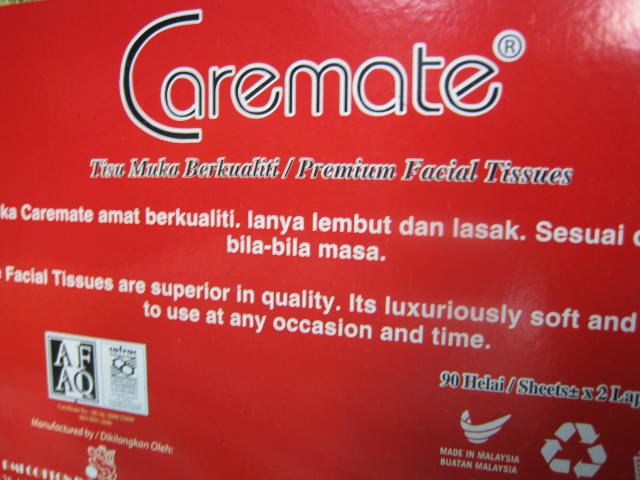 Caremate®
Tisu Muka Berkualiti / Premium Facial Tissues
ka Caremate amat berkualiti. Ianya lembut dan lasak. Sesuai
bila-bila masa.
Facial Tissues are superior in quality. Its luxuriously soft and
to use at any occasion and time.
AF
AQ
90 Helai / Sheets± x 2 Lap
Manufactured by / Dikilangkan Oleh:
MADE IN MALAYSIA
BUATAN MALAYSIA